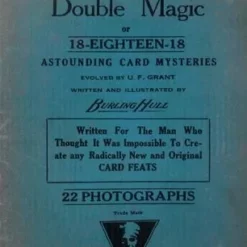 Double Magic
or
18-EIGHTEEN-18
ASTOUNDING CARD MYSTERIES
EVOLVED BY U. F. GRANT
WRITTEN AND ILLUSTRATED BY
BURLING HULL
Written For The Man Who
Thought It Was Impossible To Cre-
ate any Radically New and Original
CARD FEATS
22 PHOTOGRAPHS
Trade Mark